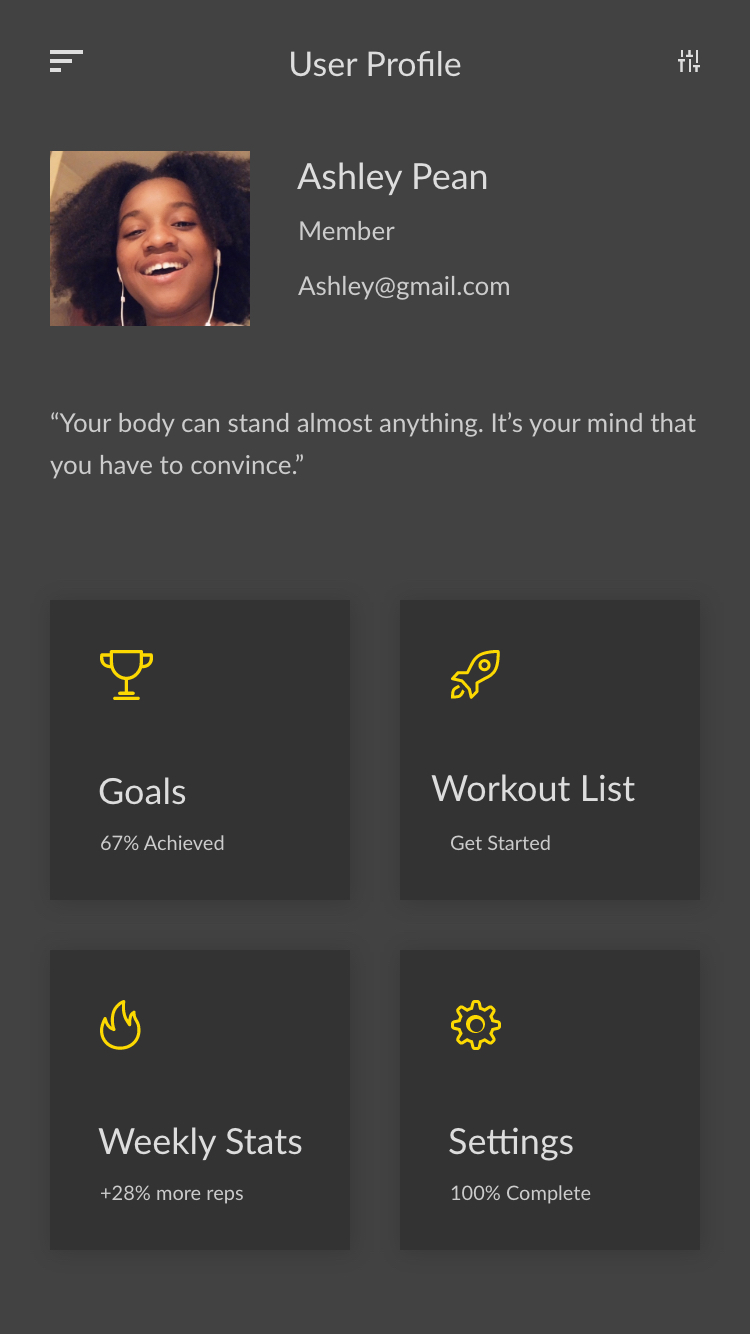 User Profile
Ashley Pean
Member
Ashley@gmail.com
“Your body can stand almost anything. It’s your mind that
you have to convince.”
Goals
67% Achieved
Workout List
Get Started
Weekly Stats
+28% more reps
Settings
100% Complete